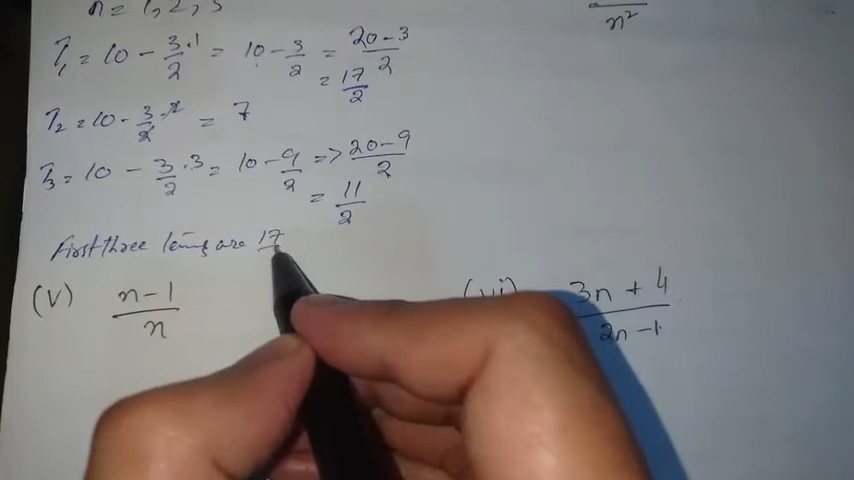 n = 1, 2, 3
n²
T₁ = 10 - 3/2 · 1 = 10 - 3/2 = 20 - 3/2
= 17/2
T₂ = 10 - 3/2 · 2 = 7
T₃ = 10 - 3/2 · 3 = 10 - 9/2 => 20 - 9/2
= 11/2
First three terms are 17
(v) n - 1/n (vi) 3n + 4/2n - 1